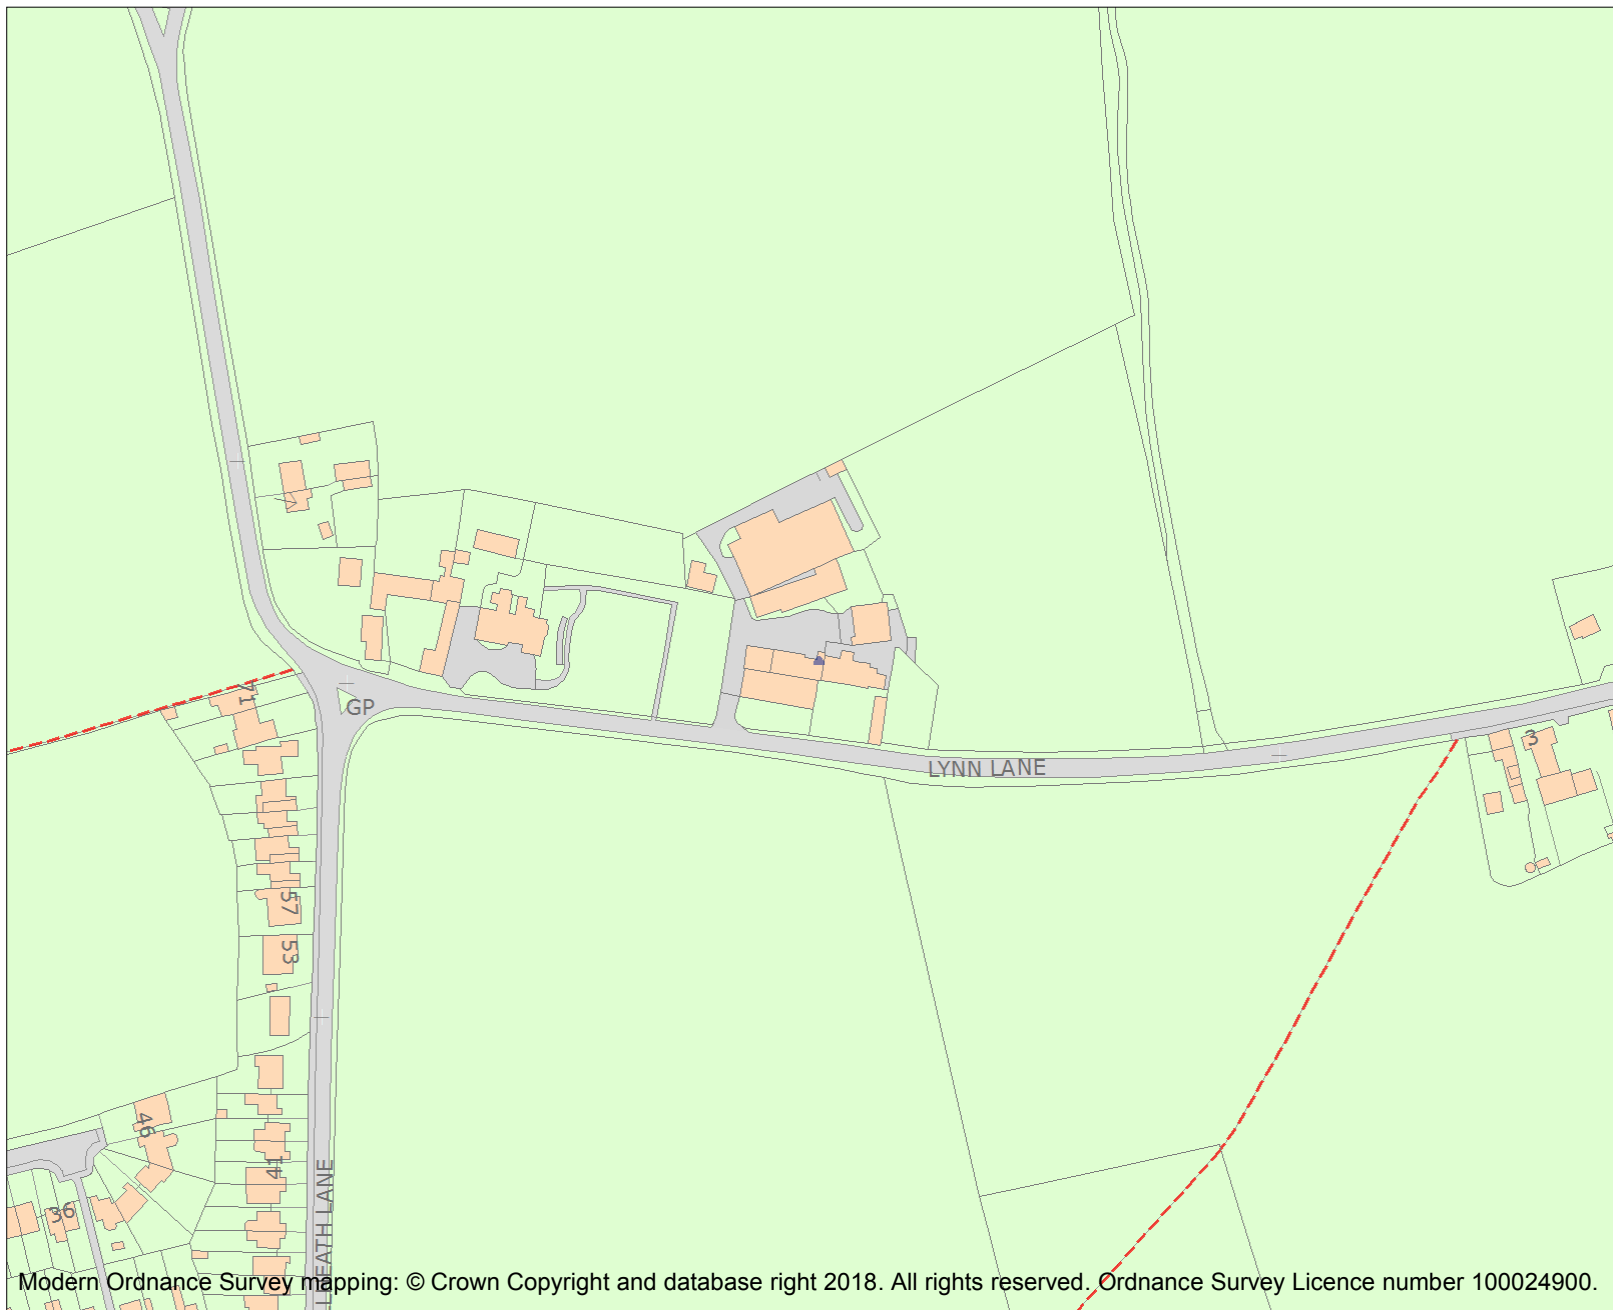 71
GP
LYNN LANE
3
57
53
46
41
36
HEATH LANE
Modern Ordnance Survey mapping: © Crown Copyright and database right 2018. All rights reserved. Ordnance Survey Licence number 100024900.